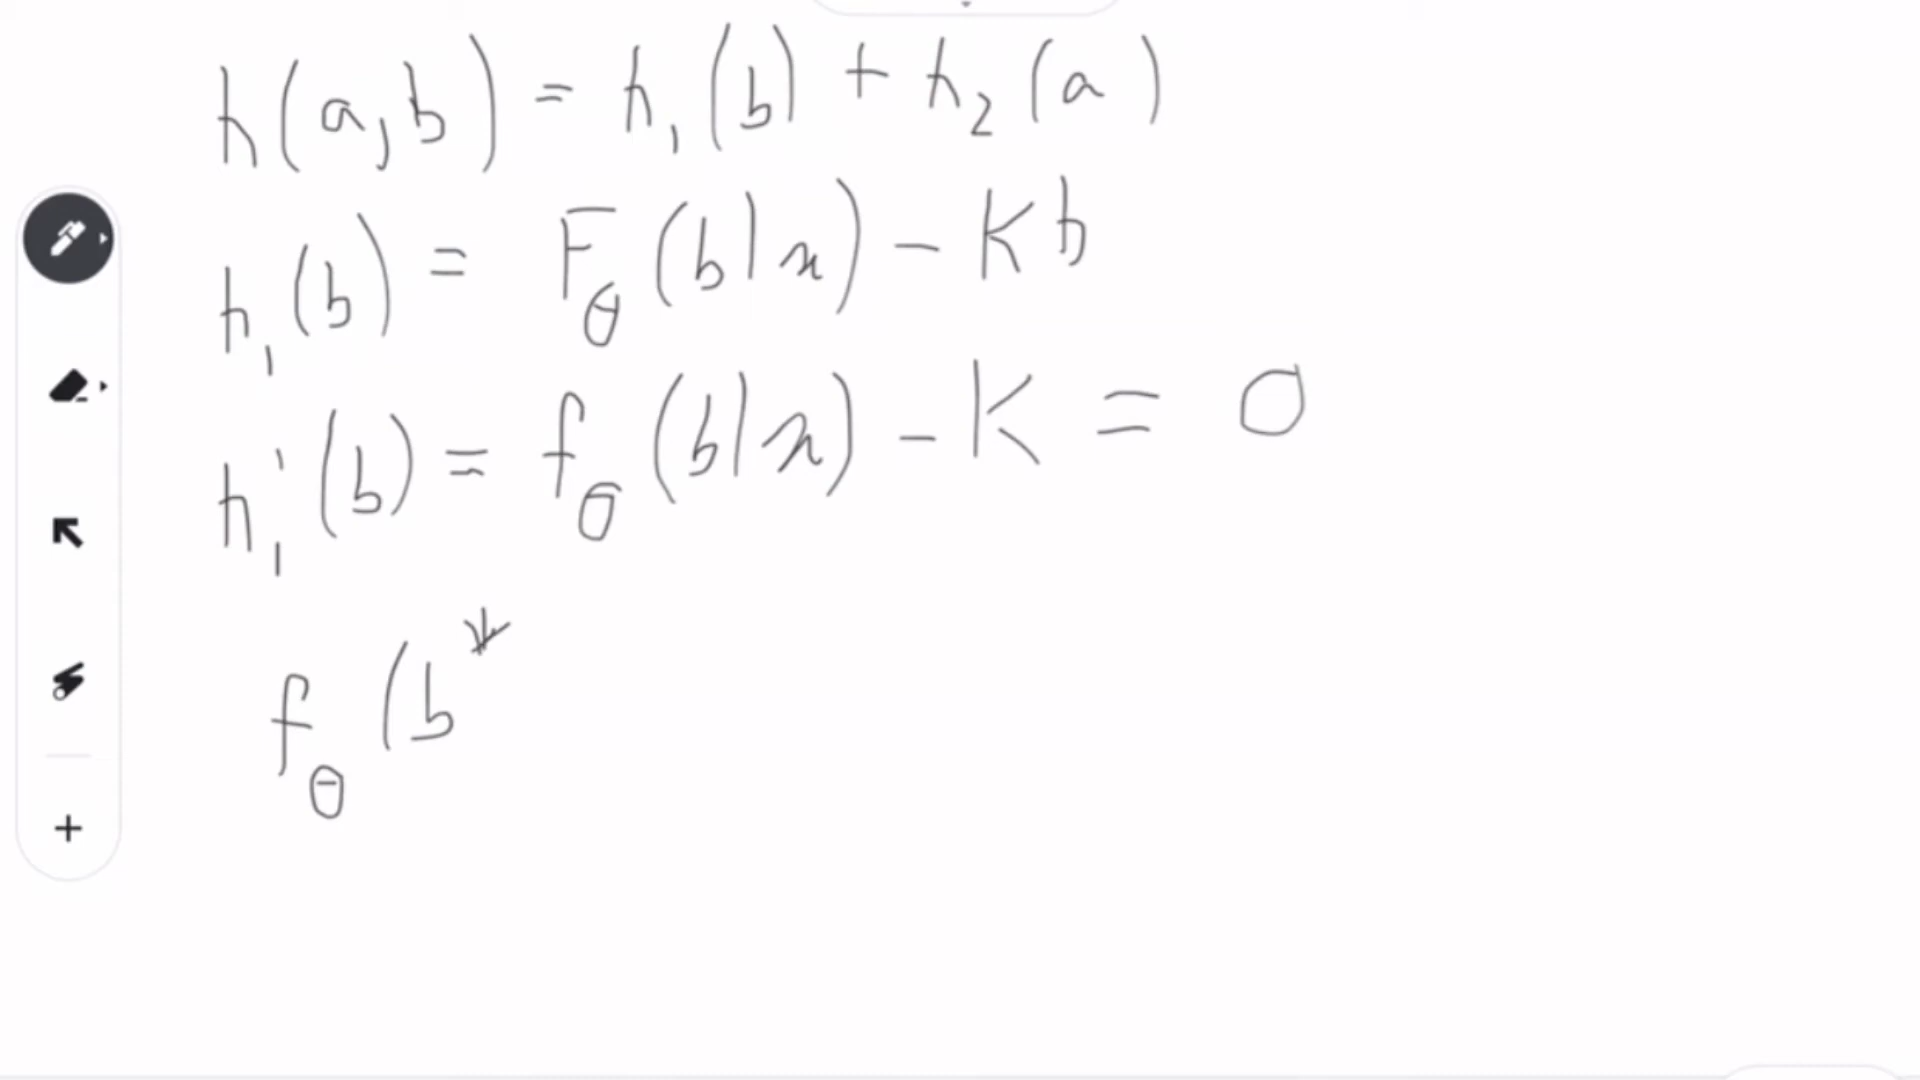 h(a,b) = h₁(b) + h₂(a)
h₁(b) = F_θ(b|x) - Kb
h₁'(b) = f_θ(b|x) - K = 0
f_θ(b*